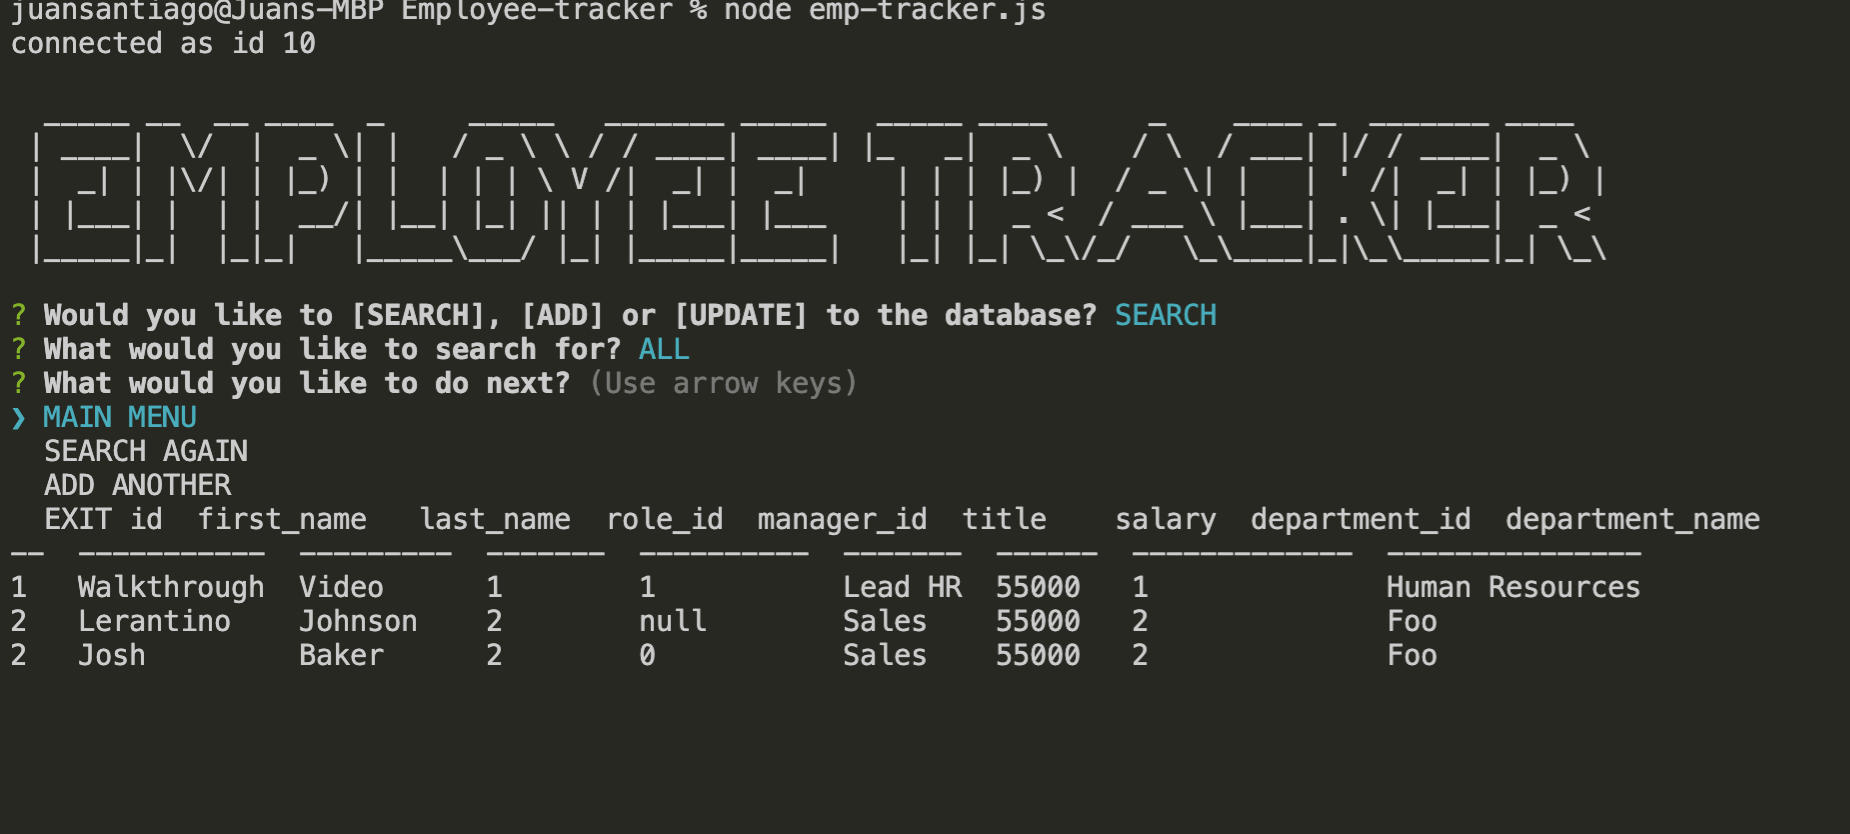 juansantiago@Juans-MBP Employee-tracker % node emp-tracker.js
connected as id 10
EMPLOYEE TRACKER
? Would you like to [SEARCH], [ADD] or [UPDATE] to the database? SEARCH
? What would you like to search for? ALL
? What would you like to do next? (Use arrow keys)
❯ MAIN MENU
  SEARCH AGAIN
  ADD ANOTHER
  EXIT id  first_name   last_name  role_id  manager_id  title    salary  department_id  department_name
--  -----------  ---------  -------  ----------  -------  ------  -------------  ---------------
1   Walkthrough  Video      1        1           Lead HR  55000   1              Human Resources
2   Lerantino    Johnson    2        null        Sales    55000   2              Foo
2   Josh         Baker      2        0           Sales    55000   2              Foo